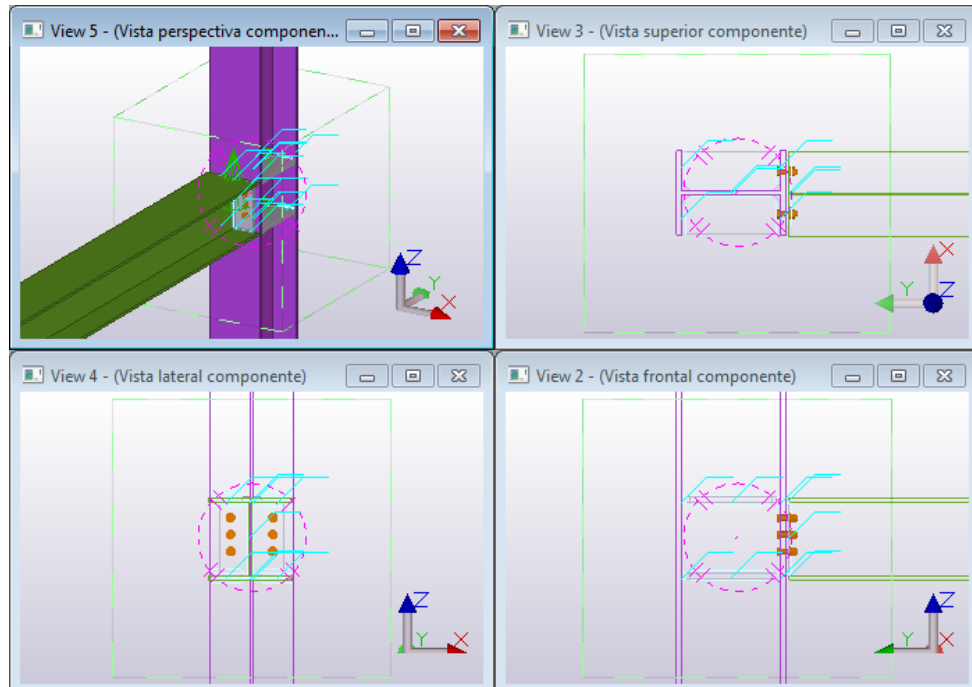 View 5 - (Vista perspectiva componen...
View 3 - (Vista superior componente)
Z
Y
X
X
Y
Z
View 4 - (Vista lateral componente)
View 2 - (Vista frontal componente)
Z
Y
X
Z
Y
X